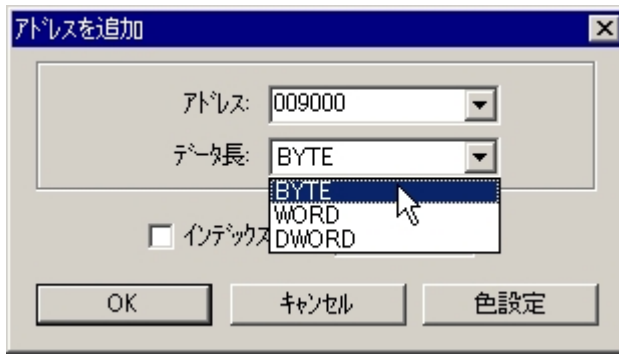 アドレスを追加
アドレス: 009000
データ長: BYTE
BYTE
WORD
DWORD
インデックス
OK キャンセル 色設定